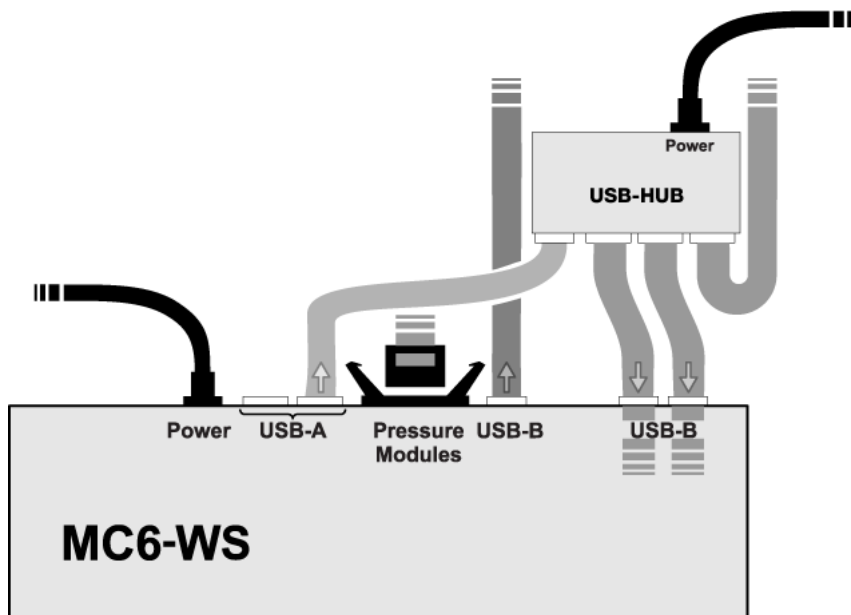 Power
USB-HUB
Power
USB-A
Pressure
Modules
USB-B
USB-B
MC6-WS